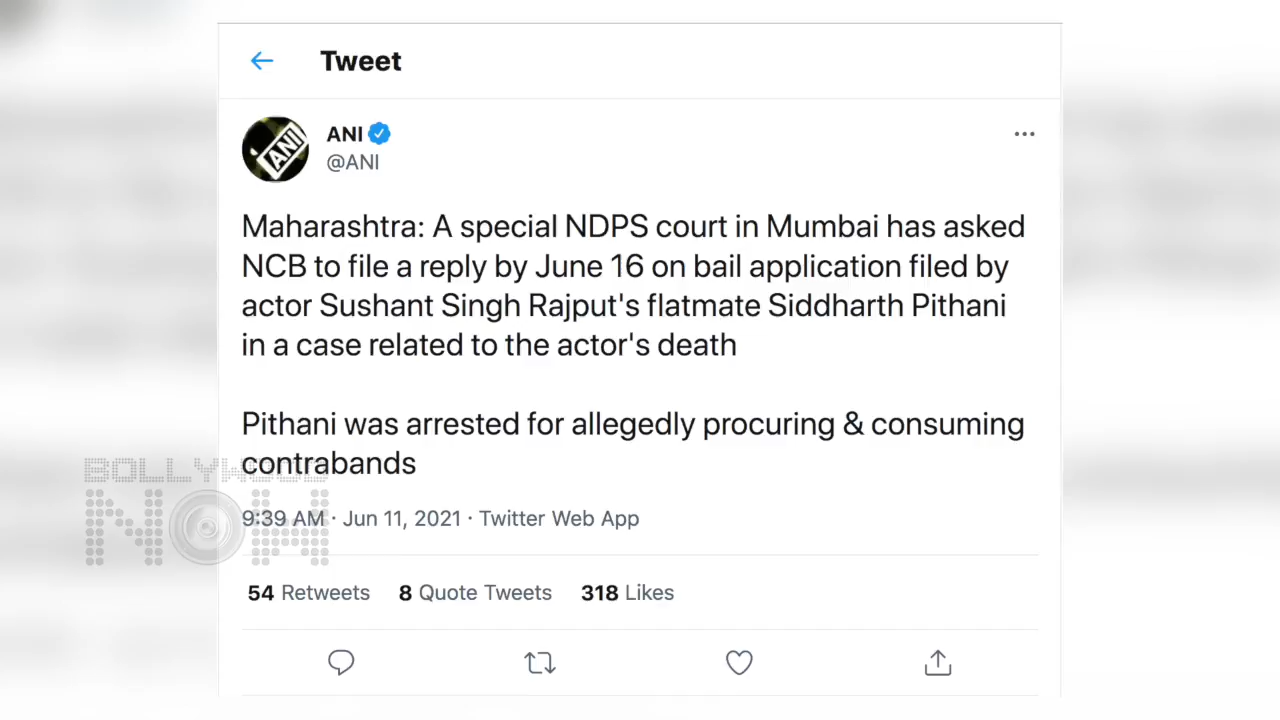 Tweet
ANI
ANI
@ANI
Maharashtra: A special NDPS court in Mumbai has asked
NCB to file a reply by June 16 on bail application filed by
actor Sushant Singh Rajput's flatmate Siddharth Pithani
in a case related to the actor's death
Pithani was arrested for allegedly procuring & consuming
contrabands
BOLLYWOOD
NOW
9:39 AM · Jun 11, 2021 · Twitter Web App
54 Retweets 8 Quote Tweets 318 Likes